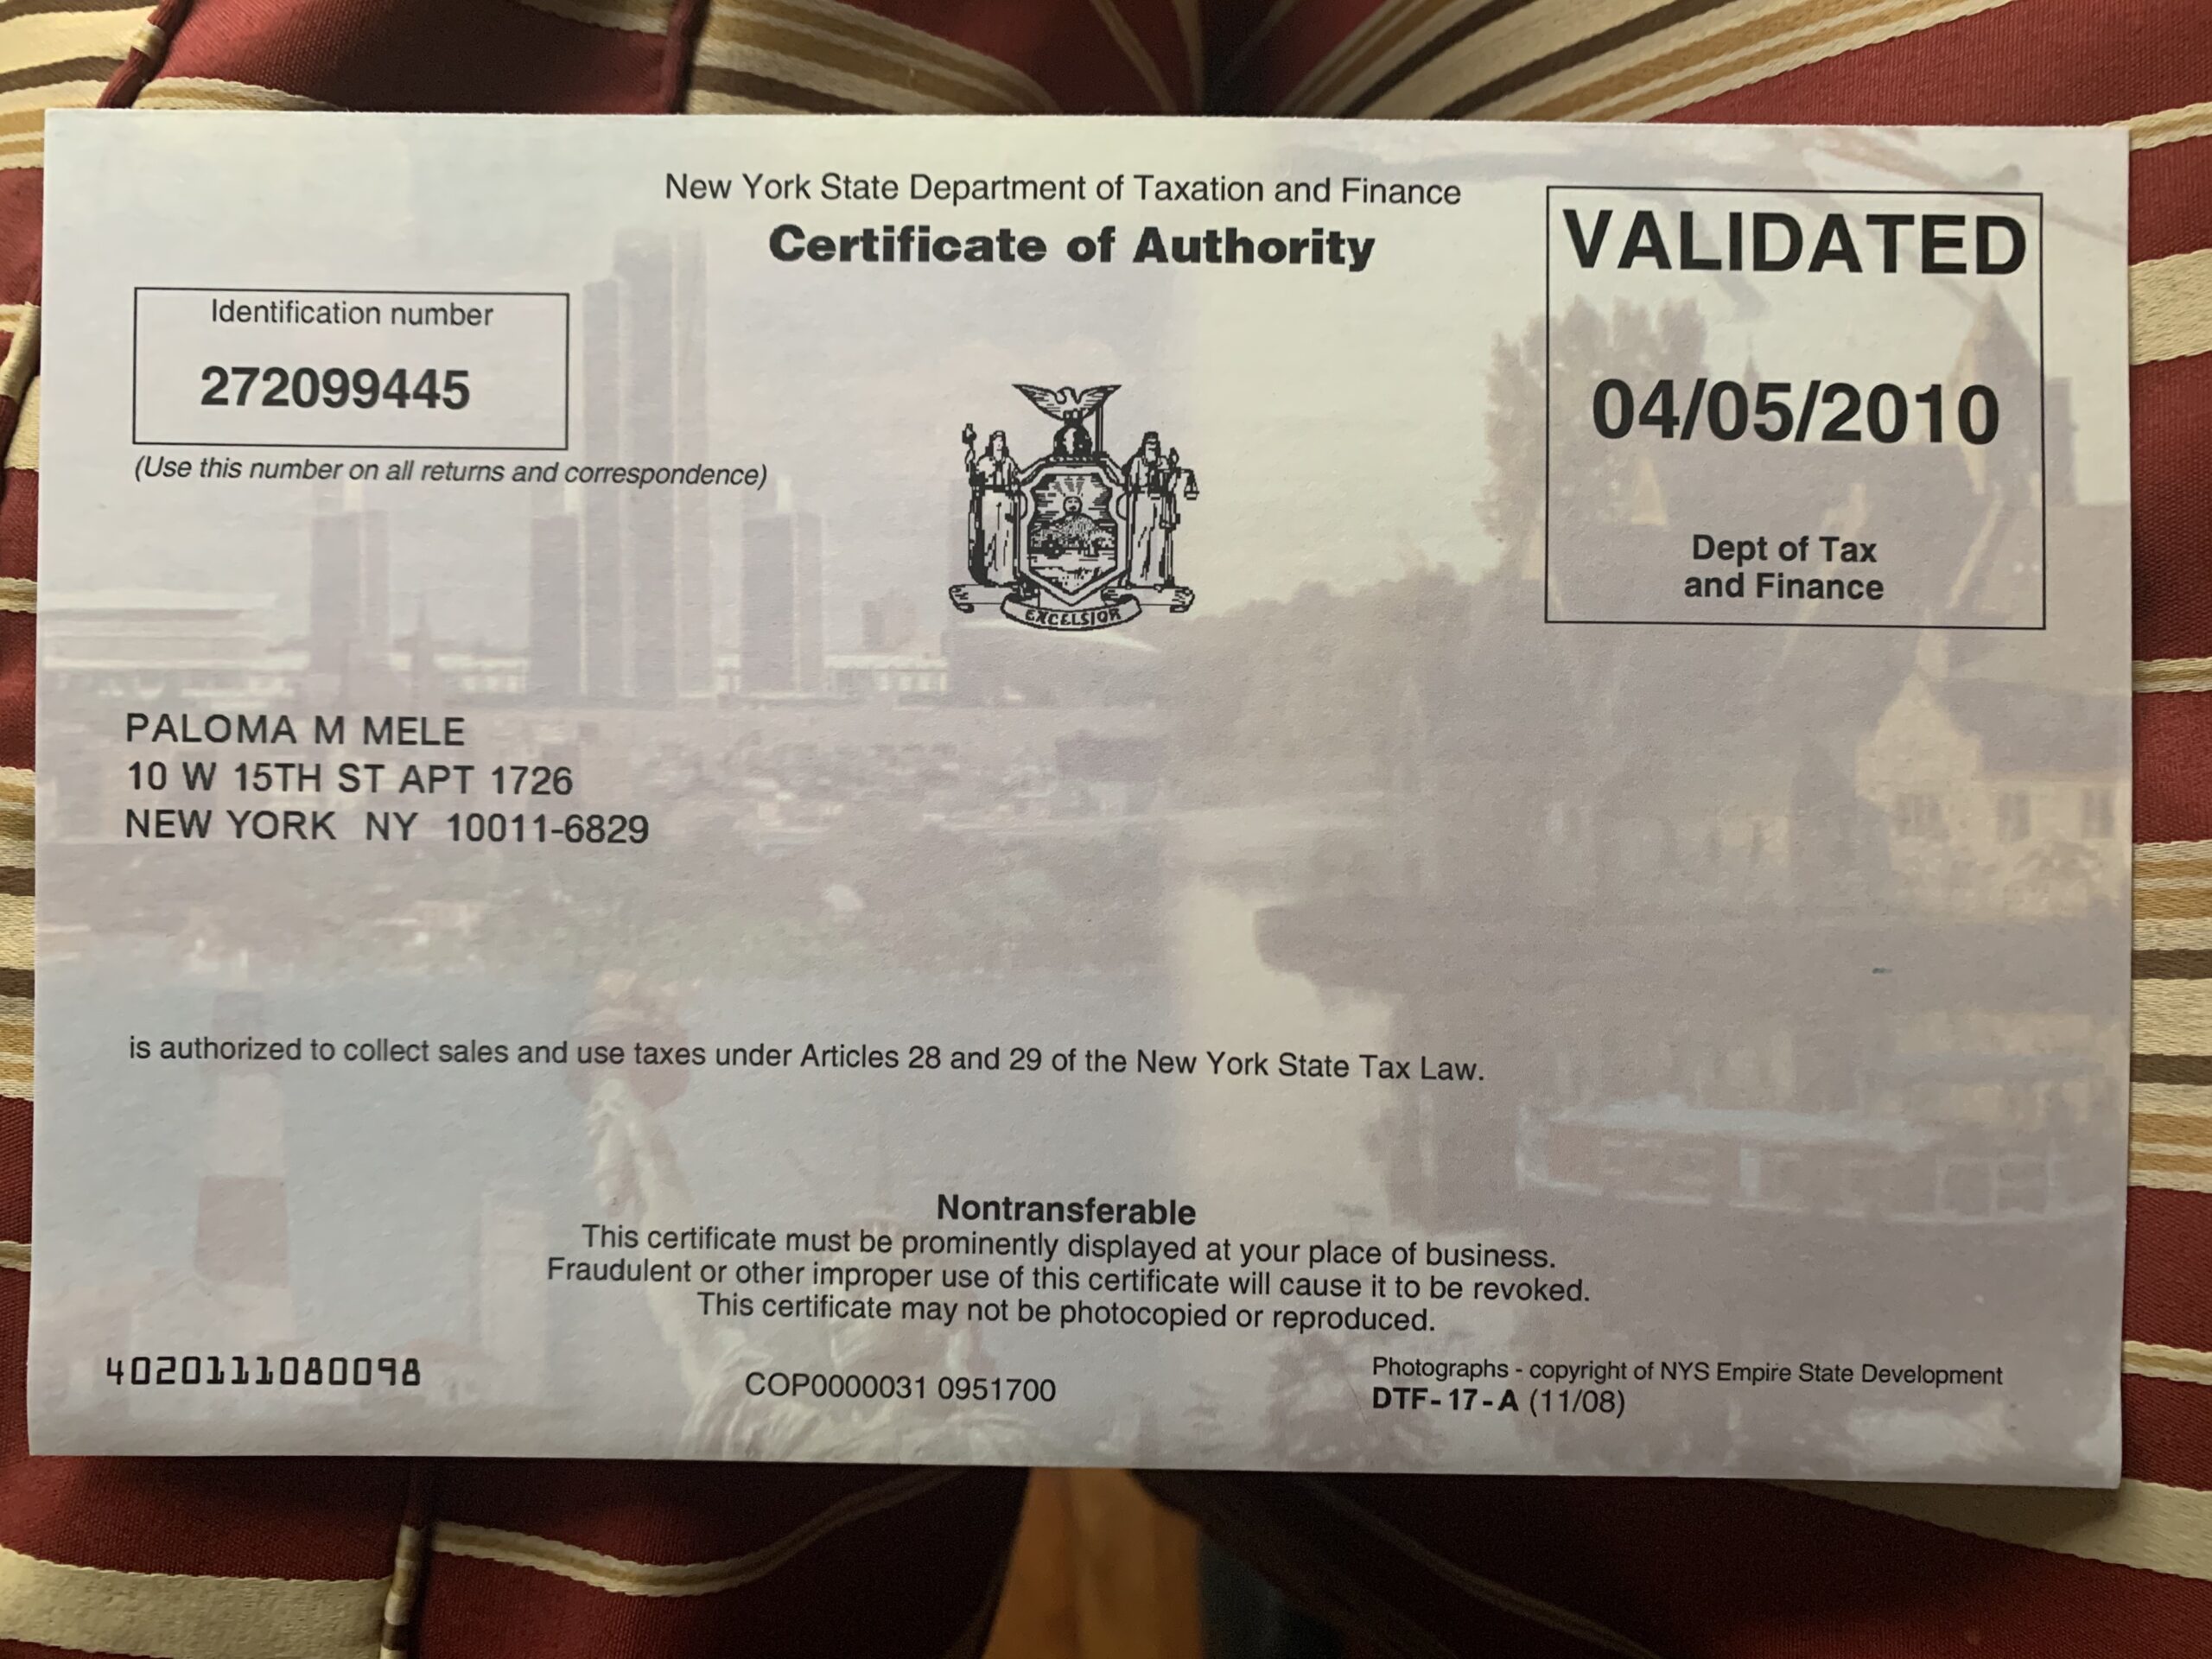 New York State Department of Taxation and Finance
Certificate of Authority
VALIDATED
04/05/2010
Dept of Tax
and Finance
Identification number
272099445
(Use this number on all returns and correspondence)
EXCELSIOR
PALOMA M MELE
10 W 15TH ST APT 1726
NEW YORK  NY  10011-6829
is authorized to collect sales and use taxes under Articles 28 and 29 of the New York State Tax Law.
Nontransferable
This certificate must be prominently displayed at your place of business.
Fraudulent or other improper use of this certificate will cause it to be revoked.
This certificate may not be photocopied or reproduced.
4020111080098
COP0000031 0951700
Photographs - copyright of NYS Empire State Development
DTF-17-A (11/08)